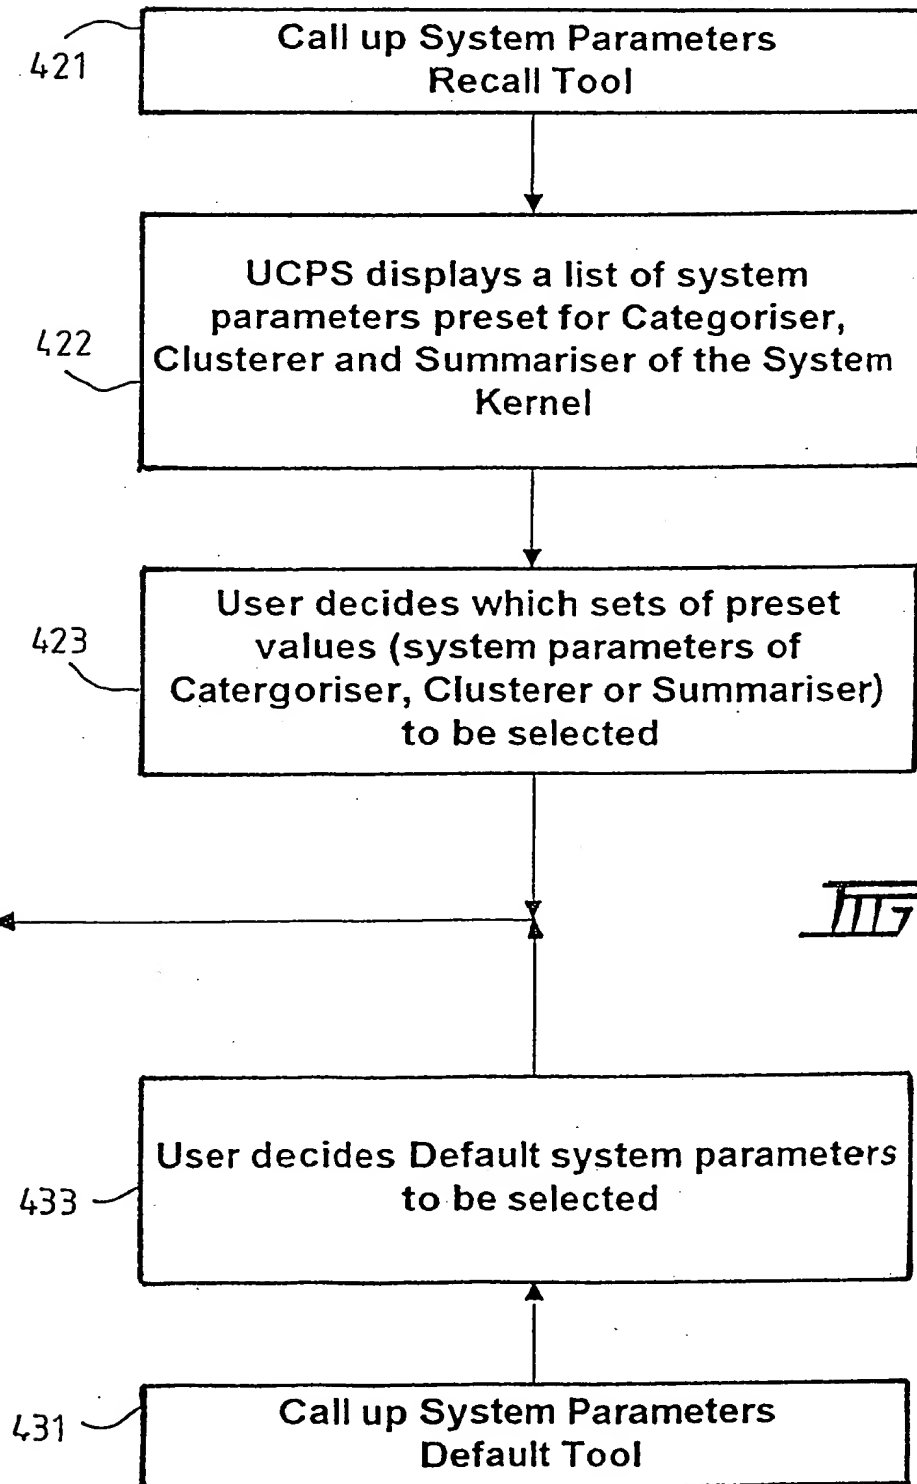 421
Call up System Parameters
Recall Tool
422
UCPS displays a list of system
parameters preset for Categoriser,
Clusterer and Summariser of the System
Kernel
423
User decides which sets of preset
values (system parameters of
Catergoriser, Clusterer or Summariser)
to be selected
433
User decides Default system parameters
to be selected
431
Call up System Parameters
Default Tool